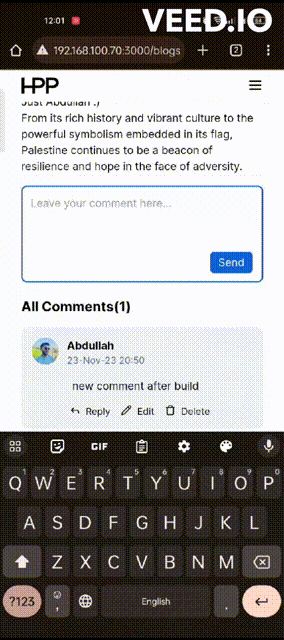 VEED.IO
12:01
192.168.100.70:3000/blogs
2
HPP
Just Abdullah :)
From its rich history and vibrant culture to the
powerful symbolism embedded in its flag,
Palestine continues to be a beacon of
resilience and hope in the face of adversity.
Leave your comment here...
Send
All Comments(1)
Abdullah
23-Nov-23 20:50
new comment after build
Reply Edit Delete
GIF
1 2 3 4 5 6 7 8 9 0
Q W E R T Y U I O P
A S D F G H J K L
Z X C V B N M
?123 , English .